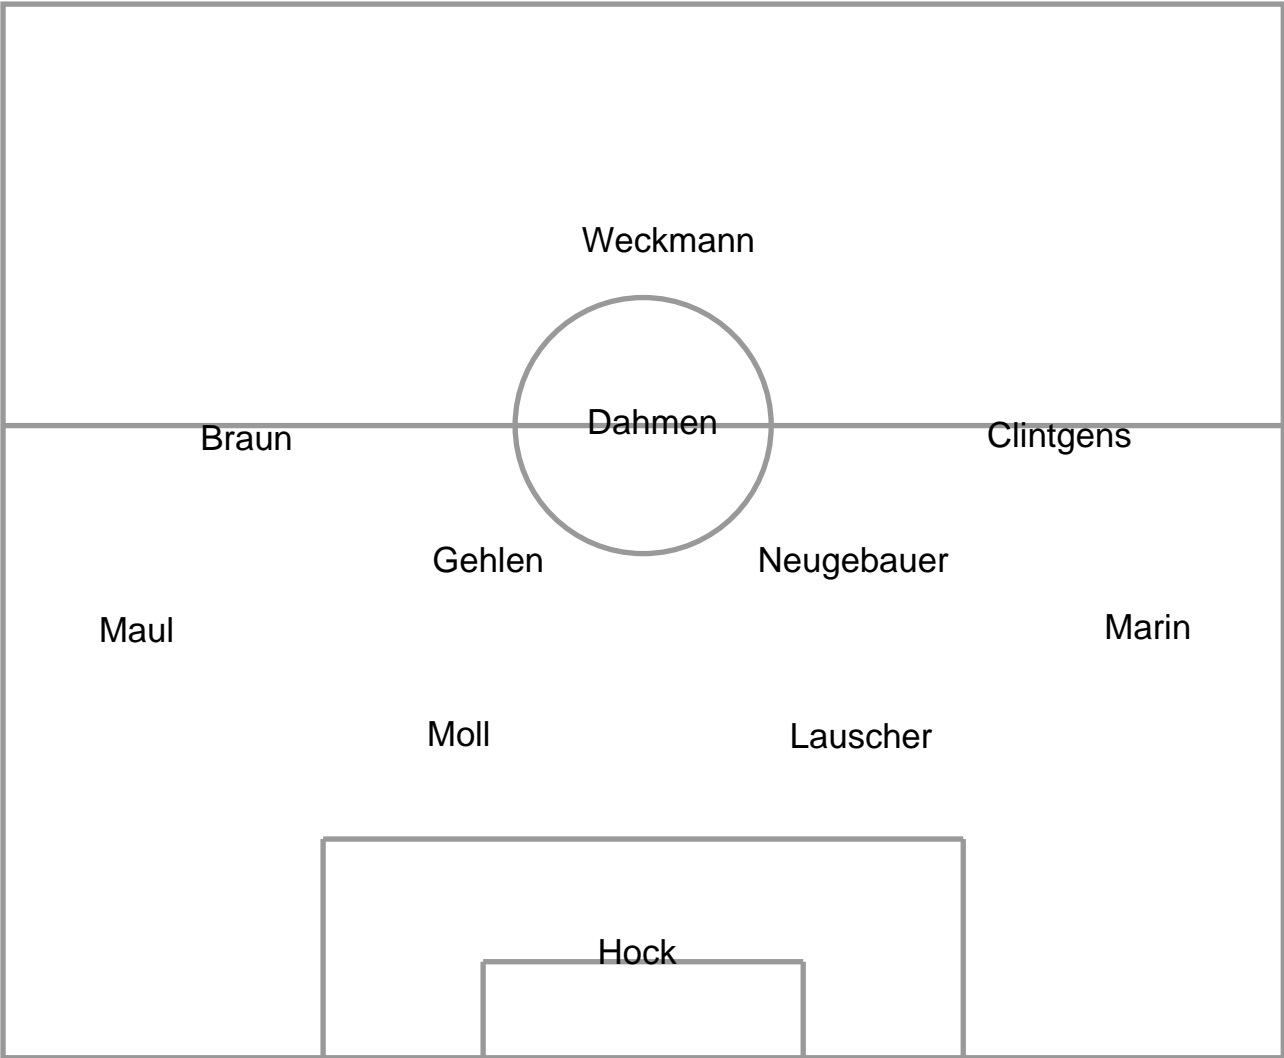 Weckmann
Braun
Dahmen
Clintgens
Gehlen
Neugebauer
Maul
Marin
Moll
Lauscher
Hock